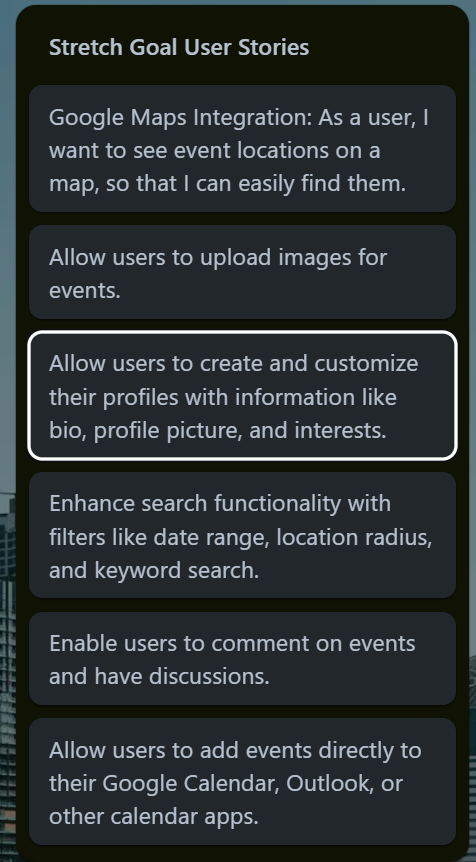 Stretch Goal User Stories
Google Maps Integration: As a user, I
want to see event locations on a
map, so that I can easily find them.
Allow users to upload images for
events.
Allow users to create and customize
their profiles with information like
bio, profile picture, and interests.
Enhance search functionality with
filters like date range, location radius,
and keyword search.
Enable users to comment on events
and have discussions.
Allow users to add events directly to
their Google Calendar, Outlook, or
other calendar apps.